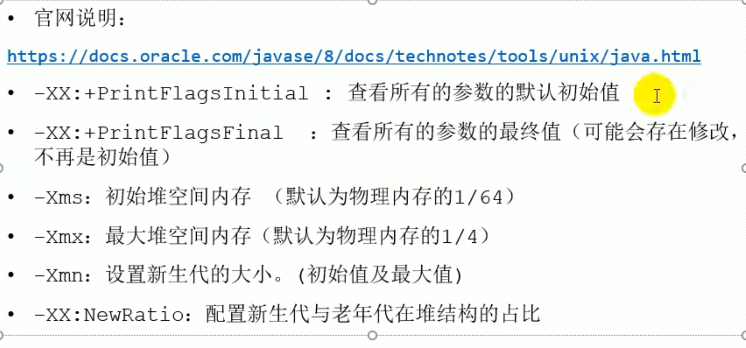 • 官网说明：
https://docs.oracle.com/javase/8/docs/technotes/tools/unix/java.html
• -XX:+PrintFlagsInitial : 查看所有的参数的默认初始值
• -XX:+PrintFlagsFinal ：查看所有的参数的最终值（可能会存在修改，
不再是初始值）
• -Xms：初始堆空间内存 （默认为物理内存的1/64）
• -Xmx：最大堆空间内存（默认为物理内存的1/4）
• -Xmn：设置新生代的大小。(初始值及最大值)
• -XX:NewRatio：配置新生代与老年代在堆结构的占比